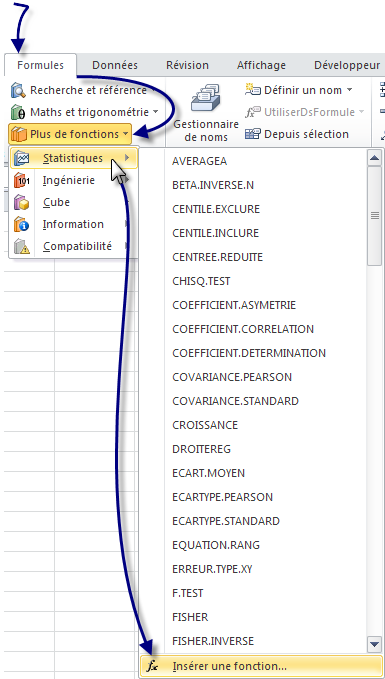 Formules Données Révision Affichage Développeur
Recherche et référence
Maths et trigonométrie
Plus de fonctions
Gestionnaire
de noms
Définir un nom
UtiliserDsFormule
Depuis sélection
Statistiques
Ingénierie
Cube
Information
Compatibilité
AVERAGEA
BETA.INVERSE.N
CENTILE.EXCLURE
CENTILE.INCLURE
CENTREE.REDUITE
CHISQ.TEST
COEFFICIENT.ASYMETRIE
COEFFICIENT.CORRELATION
COEFFICIENT.DETERMINATION
COVARIANCE.PEARSON
COVARIANCE.STANDARD
CROISSANCE
DROITEREG
ECART.MOYEN
ECARTYPE.PEARSON
ECARTYPE.STANDARD
EQUATION.RANG
ERREUR.TYPE.XY
F.TEST
FISHER
FISHER.INVERSE
fx Insérer une fonction...